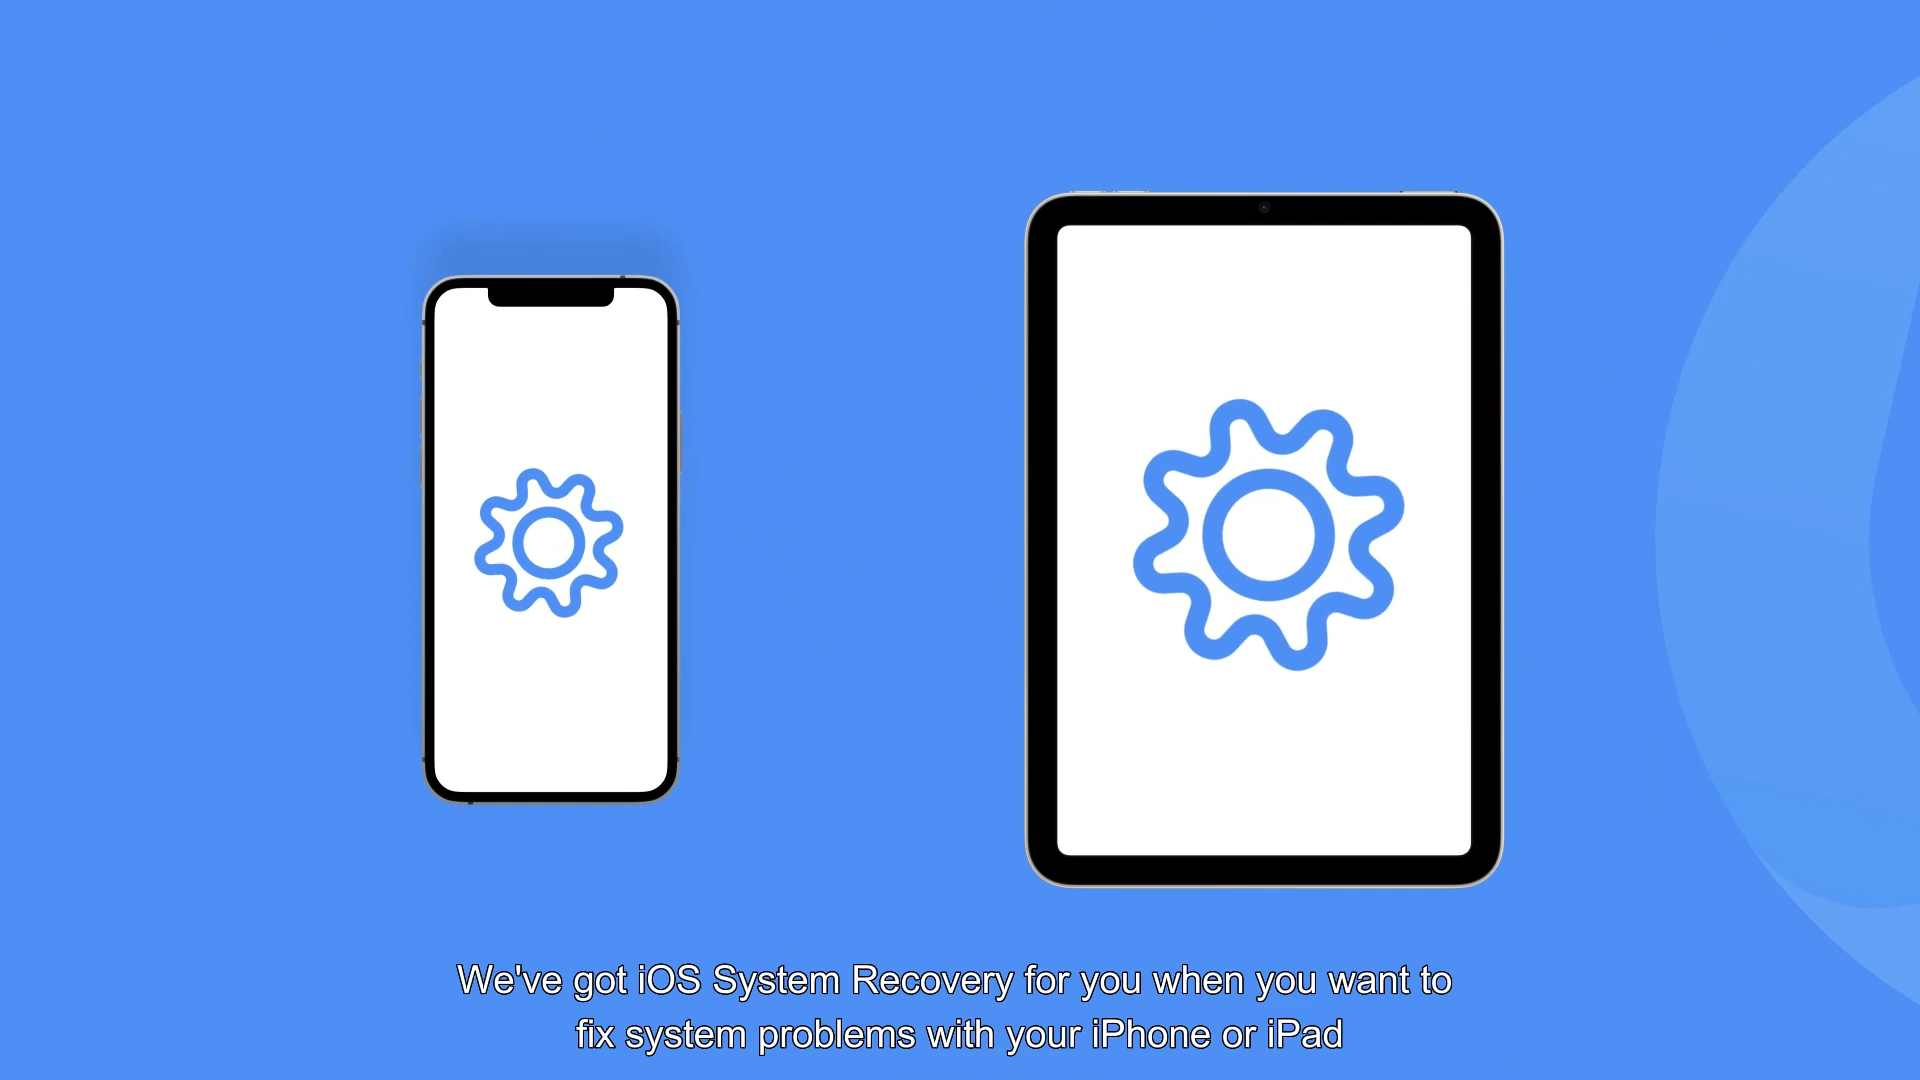 We've got iOS System Recovery for you when you want to
fix system problems with your iPhone or iPad